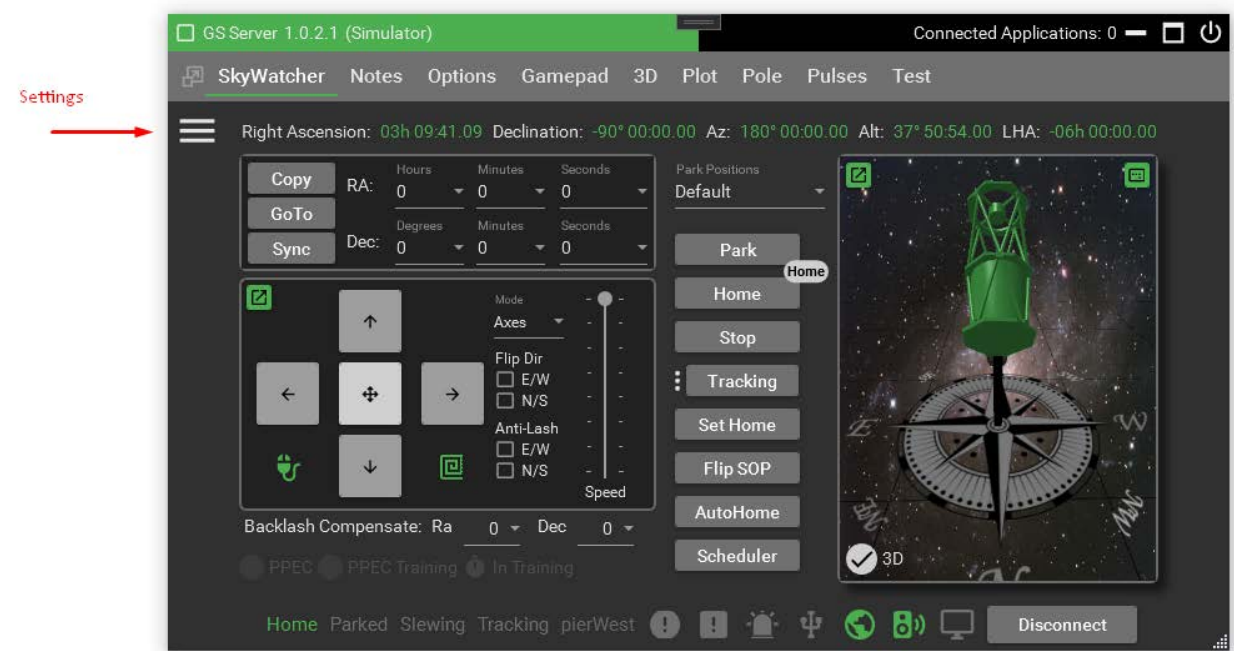 GS Server 1.0.2.1 (Simulator) Connected Applications: 0
SkyWatcher Notes Options Gamepad 3D Plot Pole Pulses Test
Settings
Right Ascension: 03h 09:41.09 Declination: -90° 00:00.00 Az: 180° 00:00.00 Alt: 37° 50:54.00 LHA: -06h 00:00.00
Copy
GoTo
Sync
Hours Minutes Seconds
RA: 0 0 0
Degrees Minutes Seconds
Dec: 0 0 0
Park Positions
Default
Park
Home
Home
Stop
Tracking
Set Home
Flip SOP
AutoHome
Scheduler
Mode
Axes
Flip Dir
E/W
N/S
Anti-Lash
E/W
N/S
Speed
Backlash Compensate: Ra 0 Dec 0
PPEC PPEC Training In Training
E
W
NE
NW
N
3D
Home Parked Slewing Tracking pierWest
Disconnect